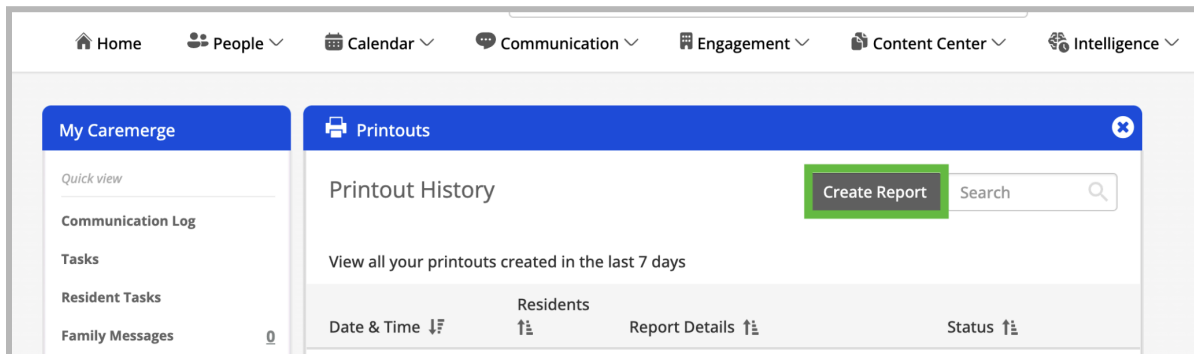 Home People Calendar Communication Engagement Content Center Intelligence
My Caremerge
Quick view
Communication Log
Tasks
Resident Tasks
Family Messages 0
Printouts
Printout History
Create Report
Search
View all your printouts created in the last 7 days
Date & Time Residents Report Details Status